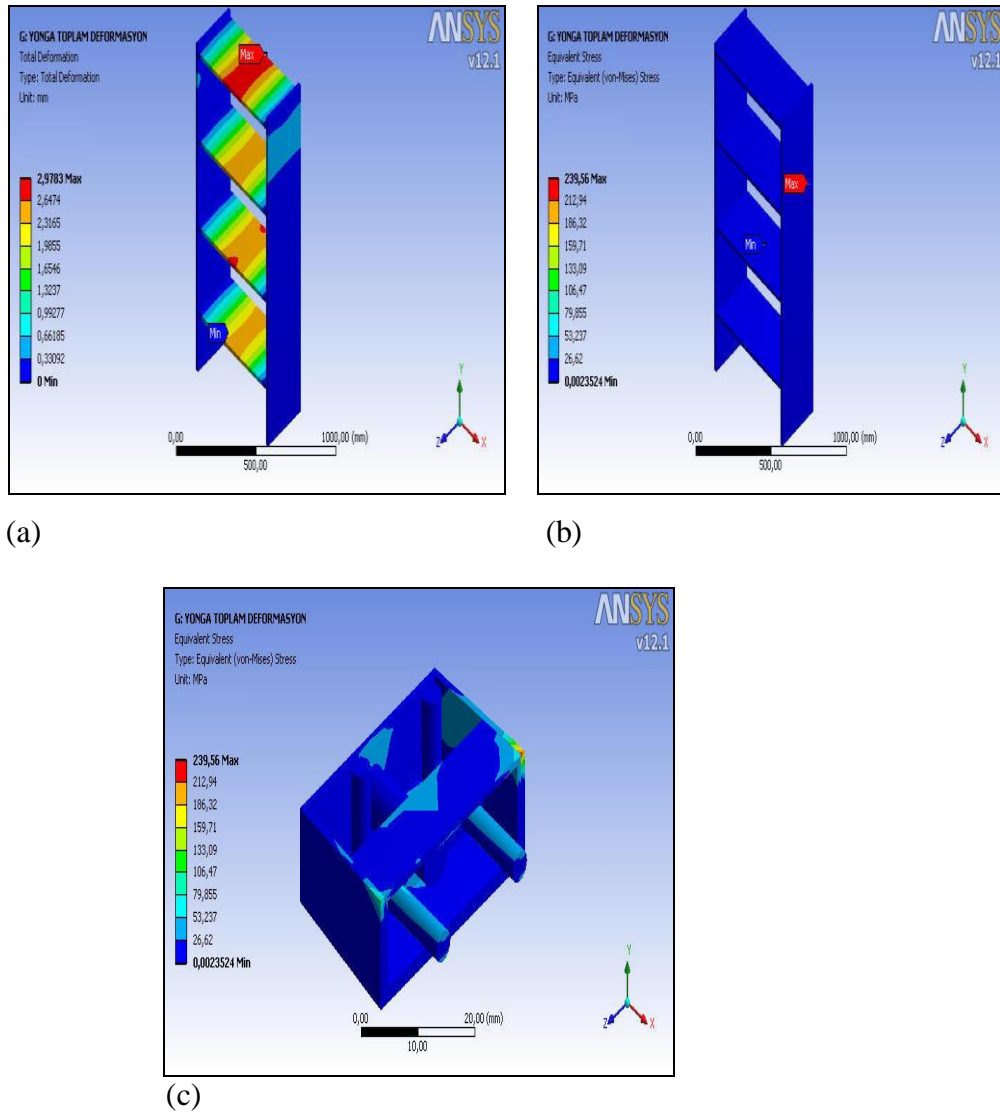 G: YONGA TOPLAM DEFORMASYON
Total Deformation
Type: Total Deformation
Unit: mm
ANSYS
v12.1
Max
2,9783 Max
2,6474
2,3165
1,9855
1,6546
1,3237
0,99277
0,66185
0,33092
0 Min
Min
0,00
1000,00 (mm)
500,00
Y
Z
X
(a)
G: YONGA TOPLAM DEFORMASYON
Equivalent Stress
Type: Equivalent (von-Mises) Stress
Unit: MPa
ANSYS
v12.1
239,56 Max
212,94
186,32
159,71
133,09
106,47
79,855
53,237
26,62
0,0023524 Min
Max
Min
0,00
1000,00 (mm)
500,00
Y
Z
X
(b)
G: YONGA TOPLAM DEFORMASYON
Equivalent Stress
Type: Equivalent (von-Mises) Stress
Unit: MPa
ANSYS
v12.1
239,56 Max
212,94
186,32
159,71
133,09
106,47
79,855
53,237
26,62
0,0023524 Min
0,00
20,00 (mm)
10,00
Y
Z
X
(c)